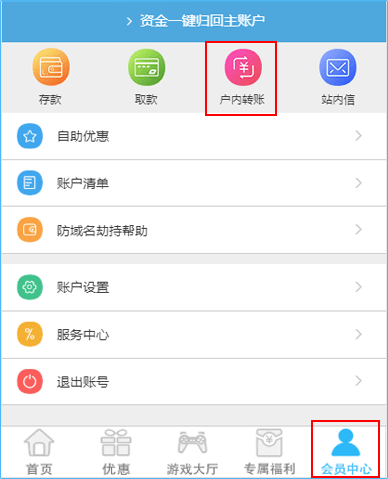 资金一键归回主账户
存款 取款 户内转账 站内信
自助优惠
账户清单
防域名劫持帮助
账户设置
服务中心
退出账号
首页 优惠 游戏大厅 专属福利 会员中心